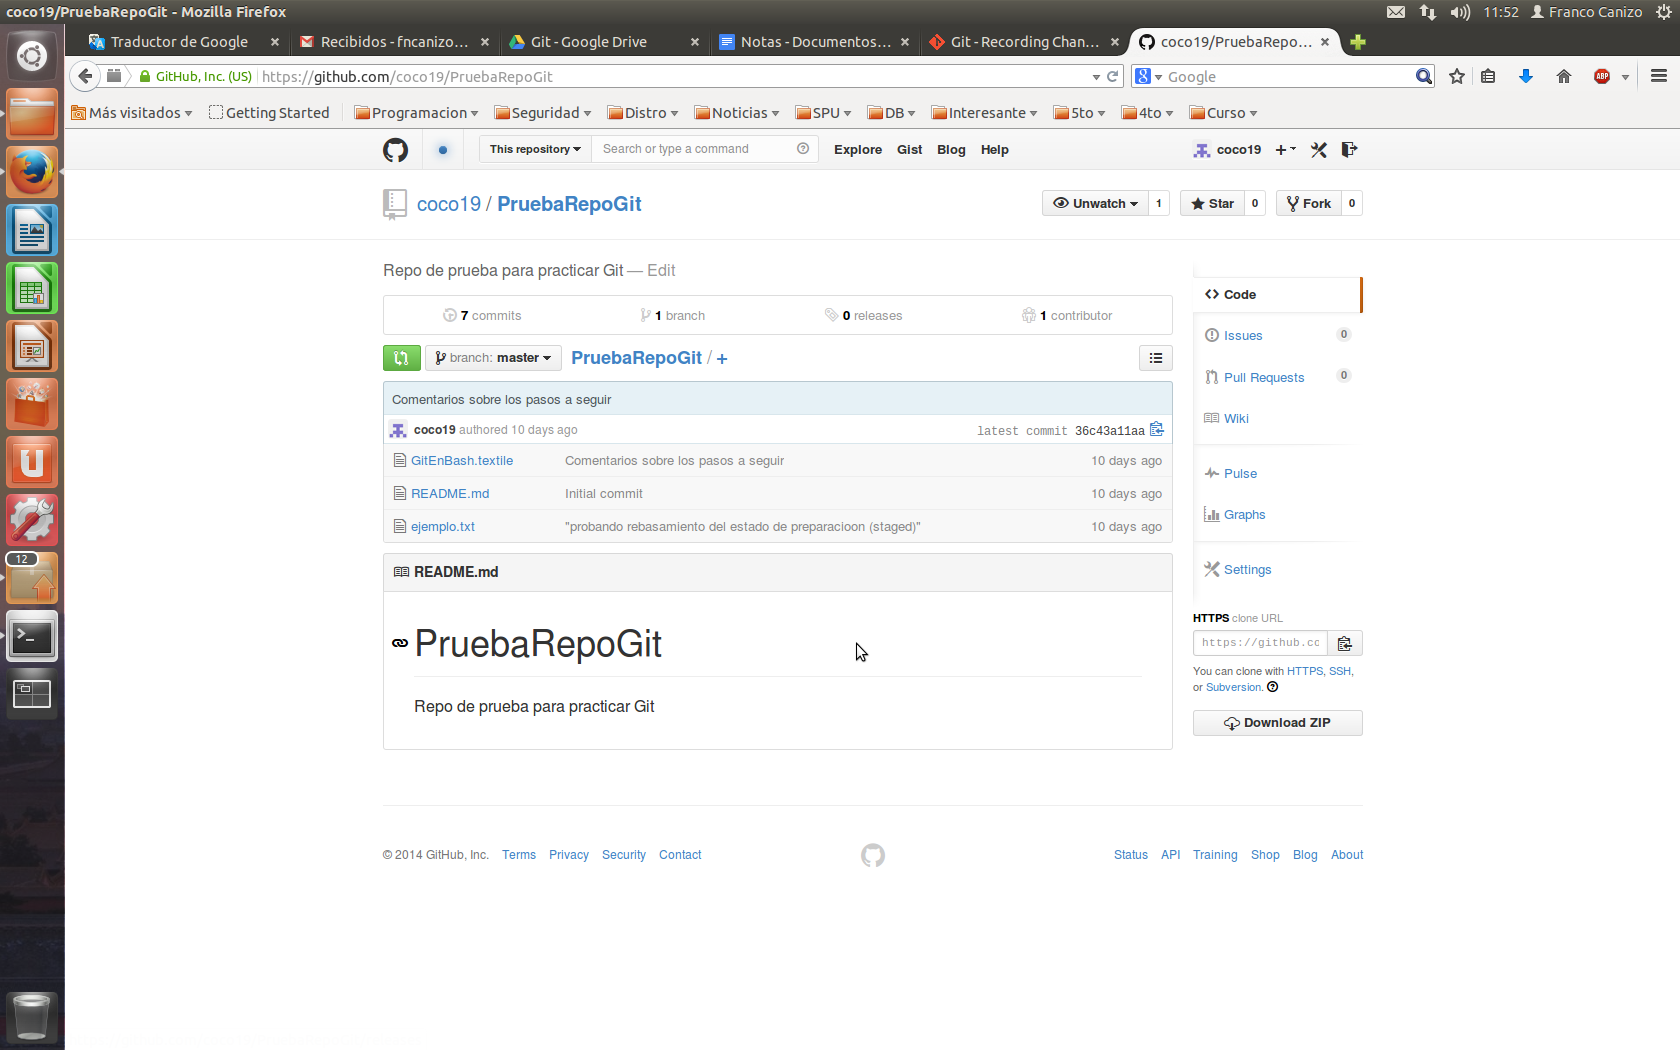 coco19/PruebaRepoGit - Mozilla Firefox
11:52 Franco Canizo
Traductor de Google
Recibidos - fncanizo...
Git - Google Drive
Notas - Documentos...
Git - Recording Chan...
coco19/PruebaRepo...
GitHub, Inc. (US) https://github.com/coco19/PruebaRepoGit
Google
ABP
Más visitados
Getting Started
Programacion
Seguridad
Distro
Noticias
SPU
DB
Interesante
5to
4to
Curso
This repository
Search or type a command
Explore Gist Blog Help
coco19
coco19 / PruebaRepoGit
Unwatch 1
Star 0
Fork 0
Repo de prueba para practicar Git — Edit
7 commits
1 branch
0 releases
1 contributor
branch: master
PruebaRepoGit / +
Comentarios sobre los pasos a seguir
coco19 authored 10 days ago
latest commit 36c43a11aa
GitEnBash.textile Comentarios sobre los pasos a seguir 10 days ago
README.md Initial commit 10 days ago
ejemplo.txt "probando rebasamiento del estado de preparacioon (staged)" 10 days ago
README.md
PruebaRepoGit
Repo de prueba para practicar Git
Code
Issues 0
Pull Requests 0
Wiki
Pulse
Graphs
Settings
HTTPS clone URL
https://github.cc
You can clone with HTTPS, SSH,
or Subversion.
Download ZIP
12
© 2014 GitHub, Inc. Terms Privacy Security Contact
Status API Training Shop Blog About